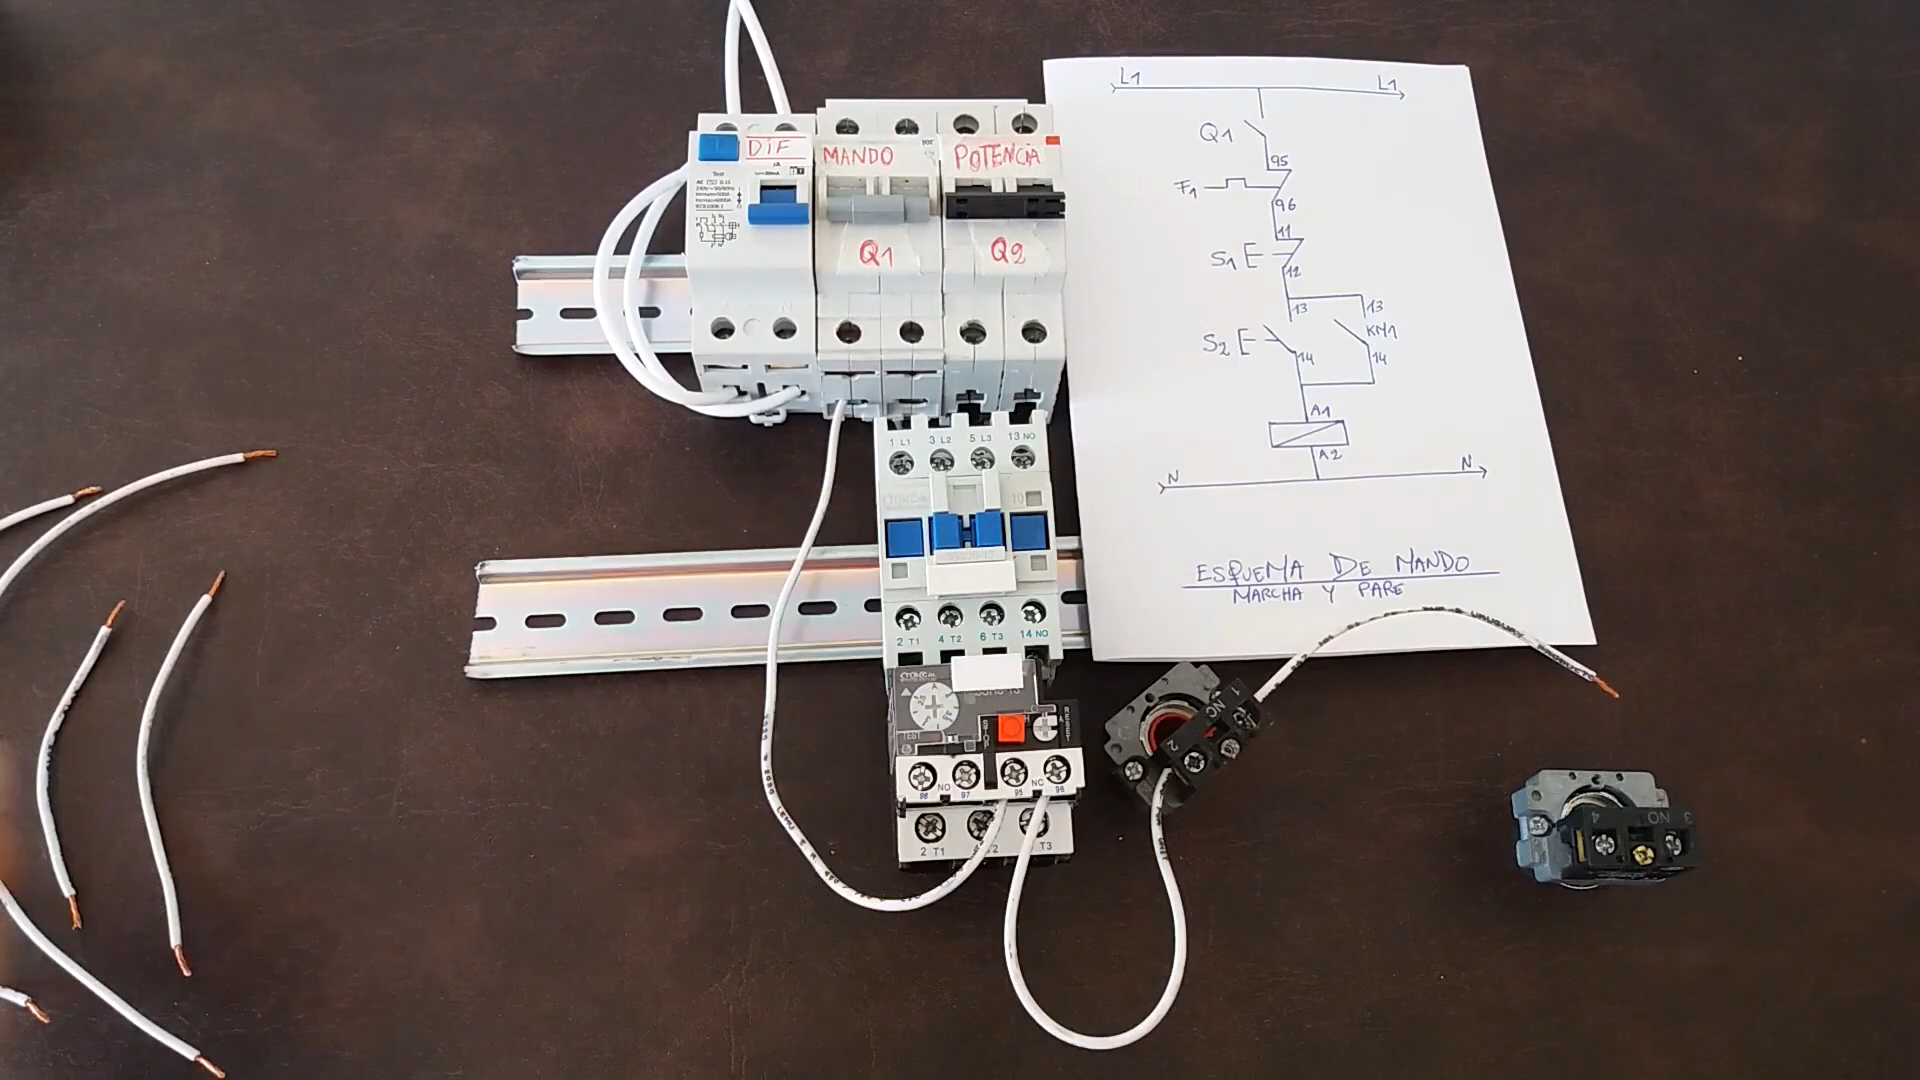 DIF
MANDO
POTENCIA
Test
Q1
Q2
1 L1 3 L2 5 L3 13 NO
2 T1 4 T2 6 T3 14 NO
TEST
98 NO 97 95 NC 96
2 T1 T3
1 NC 2
4 NO 3
L1 L1
Q1
95
F1
96
11
S1
12
13 13
KM1
S2
14 14
A1
A2
N N
ESQUEMA DE MANDO
MARCHA Y PARE